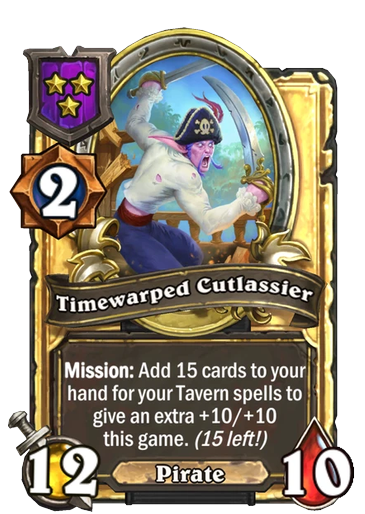 2
Timewarped Cutlassier
Mission: Add 15 cards to your
hand for your Tavern spells to
give an extra +10/+10
this game. (15 left!)
12
Pirate
10